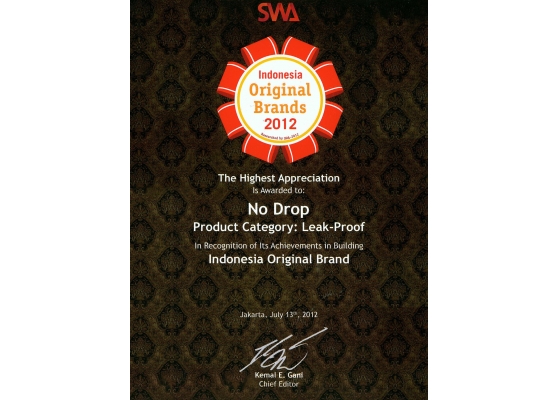 SWA
Indonesia
Original
Brands
2012
The Highest Appreciation
Is Awarded to:
No Drop
Product Category: Leak-Proof
In Recognition of Its Achievements in Building
Indonesia Original Brand
Jakarta, July 13th, 2012
Kemal E. Gani
Chief Editor